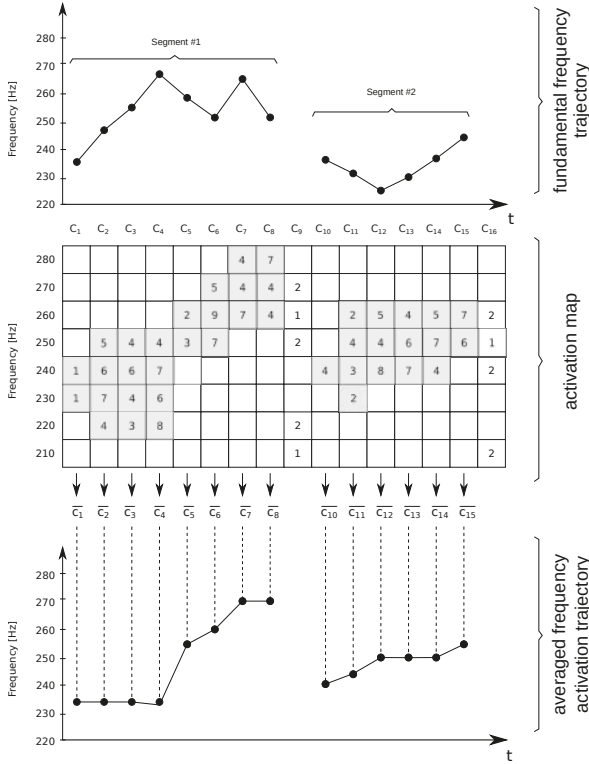 Segment #1
Segment #2
280
270
260
250
240
230
220
Frequency [Hz]
t
fundamental frequency
trajectory
C1 C2 C3 C4 C5 C6 C7 C8 C9 C10 C11 C12 C13 C14 C15 C16
280 4 7
270 5 4 4 2
260 2 9 7 4 1 2 5 4 5 7 2
250 5 4 4 3 7 2 4 4 6 7 6 1
240 1 6 6 7 4 3 8 7 4 2
230 1 7 4 6 2
220 4 3 8 2
210 1 2
Frequency [Hz]
activation map
C1 C2 C3 C4 C5 C6 C7 C8 C10 C11 C12 C13 C14 C15
280
270
260
250
240
230
220
Frequency [Hz]
t
averaged frequency
activation trajectory